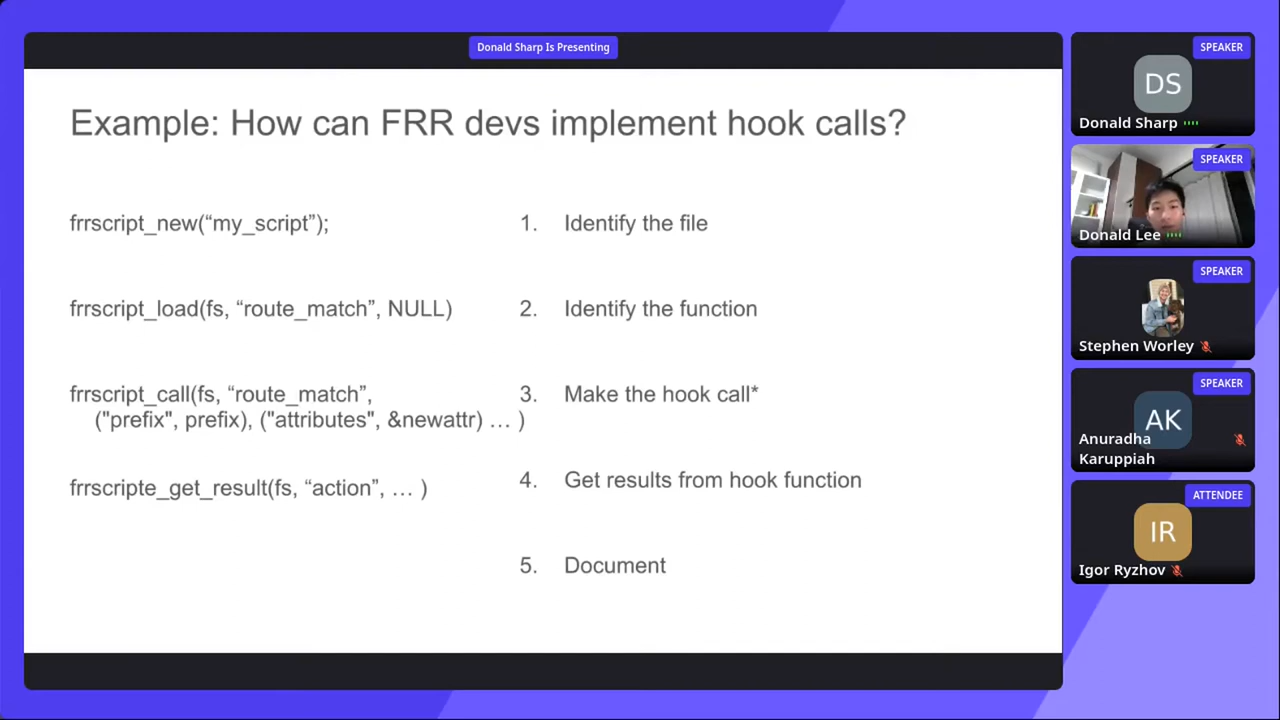 Donald Sharp Is Presenting
Example: How can FRR devs implement hook calls?
frrscript_new(“my_script”);
1. Identify the file
frrscript_load(fs, “route_match”, NULL)
2. Identify the function
frrscript_call(fs, “route_match”,
("prefix", prefix), ("attributes", &newattr) … )
3. Make the hook call*
frrscripte_get_result(fs, “action”, … )
4. Get results from hook function
5. Document
SPEAKER
DS
Donald Sharp
SPEAKER
Donald Lee
SPEAKER
Stephen Worley
SPEAKER
AK
Anuradha
Karuppiah
ATTENDEE
IR
Igor Ryzhov